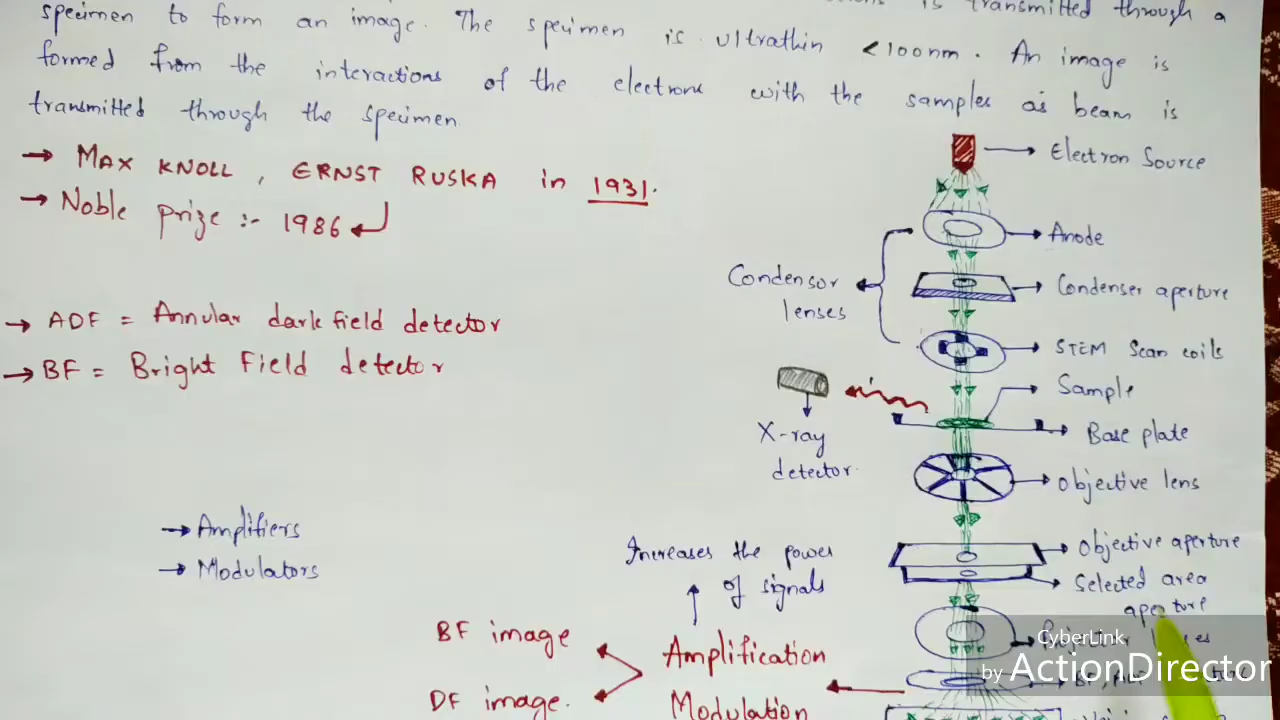 is transmitted through a
specimen to form an image. The specimen is ultrathin <100nm. An image is
formed from the interactions of the electrons with the samples as beam is
transmitted through the specimen.
→ MAX KNOLL, ERNST RUSKA in 1931.
→ Noble prize :- 1986
→ ADF = Annular dark field detector
→ BF = Bright Field detector
→ Amplifiers
→ Modulators
Electron Source
Anode
Condensor
lenses
Condenser aperture
STEM Scan coils
Sample
X-ray
detector
Base plate
Objective lens
Increases the power
of signals
Objective aperture
Selected area
aperture
BF image
DF image.
Amplification
Modulation
CyberLink
by ActionDirector